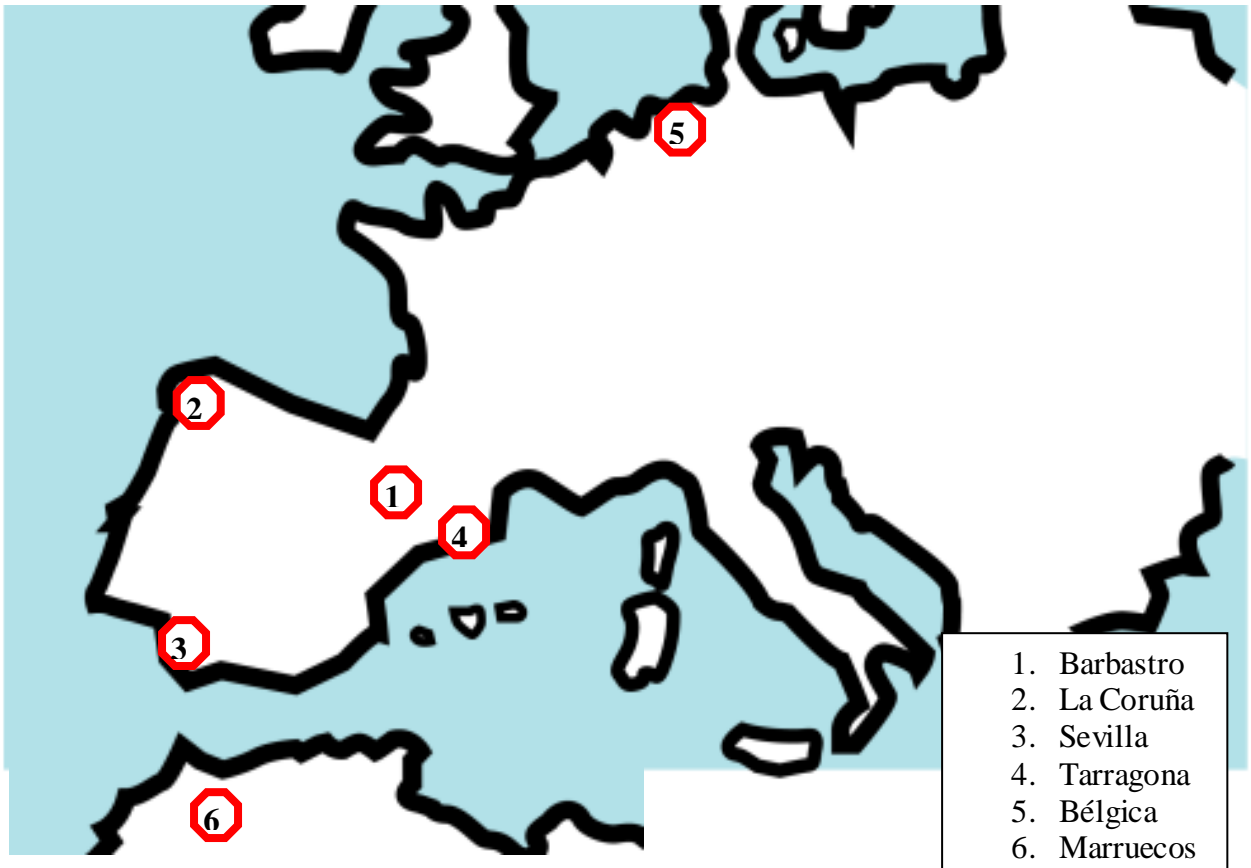 5
2
1
4
3
6
1. Barbastro
2. La Coruña
3. Sevilla
4. Tarragona
5. Bélgica
6. Marruecos